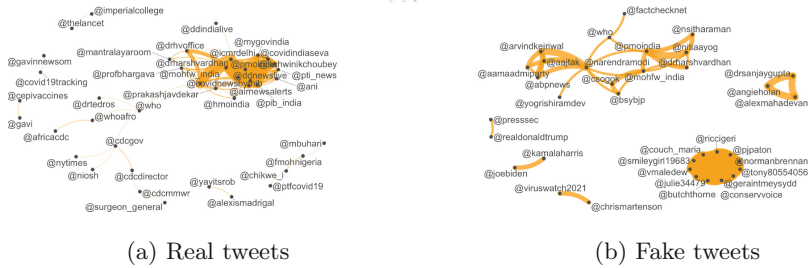 @imperialcollege
@thelancet
@ddindialive
@drhvoffice
@mygovindia
@gavinnewsom
@mantralayaroom
@icmrdelhi
@covidindiaseva
@drharshvardhan
@pmoindia
@ashwinikchoubey
@covid19tracking
@profbhargava
@mohfw_india
@ddnewslive
@pti_news
@cepivaccines
@prakashjavdekar
@covidnewsbymib
@airnewsalerts
@ani
@drtedros
@who
@hmoindia
@pib_india
@gavi
@whoafro
@africacdc
@cdcgov
@mbuhari
@nytimes
@fmohnigeria
@niosh
@cdcdirector
@yayitsrob
@chikwe_i
@cdcmmwr
@ptfcovid19
@surgeon_general
@alexismadrigal
(a) Real tweets
@factchecknet
@who
@nsitharaman
@arvindkejriwal
@pmoindia
@nitiaayog
@aajtak
@narendramodi
@drharshvardhan
@aamaadmiparty
@csogok
@mohfw_india
@drsanjaygupta
@abpnews
@angieholan
@yogrishiramdev
@bsybjp
@alexmahadevan
@presssec
@realdonaldtrump
@riccigeri
@couch_maria
@pjpaton
@kamalaharris
@smileygirl19683
@normanbrennan
@joebiden
@vmaledew
@tony80554056
@viruswatch2021
@julie34479
@geraintmeysydd
@butchthorne
@conservvoice
@chrismartenson
(b) Fake tweets